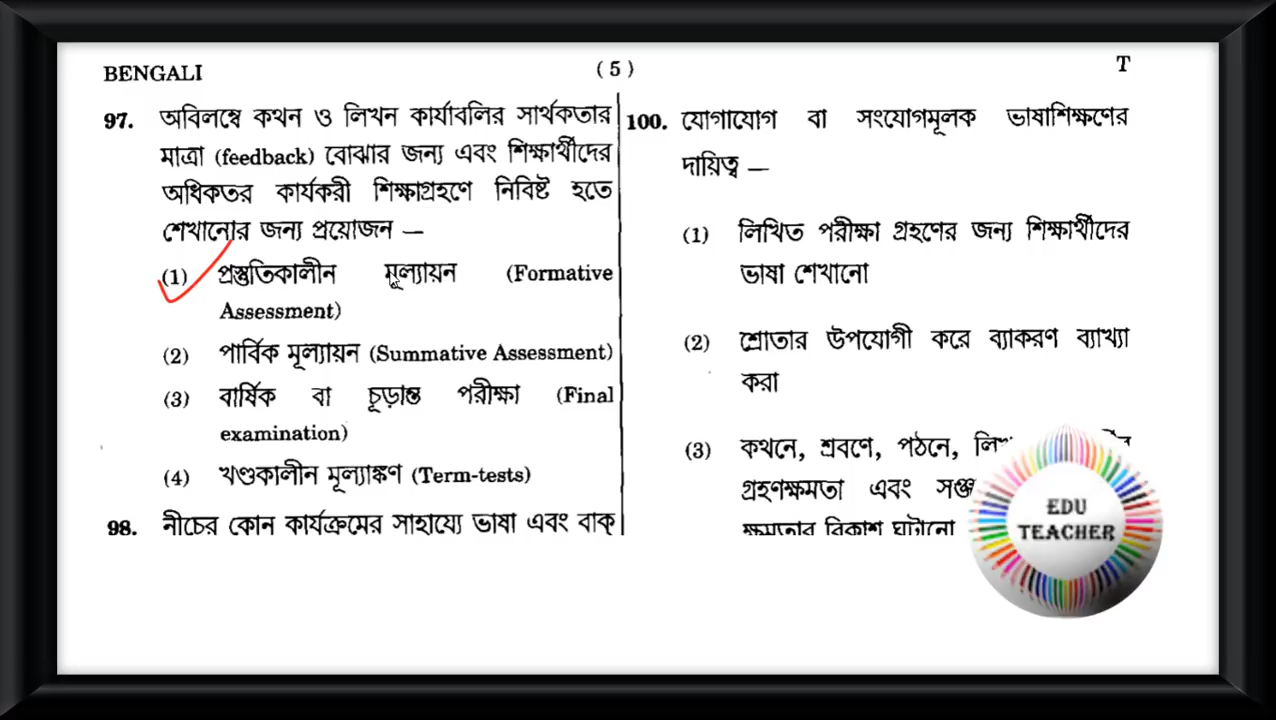 BENGALI
( 5 )
T
97. অবিলম্বে কথন ও লিখন কার্যাবলির সার্থকতার
মাত্রা (feedback) বোঝার জন্য এবং শিক্ষার্থীদের
অধিকতর কার্যকরী শিক্ষাগ্রহণে নিবিষ্ট হতে
শেখানোর জন্য প্রয়োজন —
(1) প্রস্তুতিকালীন মূল্যায়ন (Formative
Assessment)
(2) পার্বিক মূল্যায়ন (Summative Assessment)
(3) বার্ষিক বা চূড়ান্ত পরীক্ষা (Final
examination)
(4) খণ্ডকালীন মূল্যাঙ্কণ (Term-tests)
98. নীচের কোন কার্যক্রমের সাহায্যে ভাষা এবং বাক্
100. যোগাযোগ বা সংযোগমূলক ভাষাশিক্ষণের
দায়িত্ব —
(1) লিখিত পরীক্ষা গ্রহণের জন্য শিক্ষার্থীদের
ভাষা শেখানো
(2) শ্রোতার উপযোগী করে ব্যাকরণ ব্যাখ্যা
করা
(3) কথনে, শ্রবণে, পঠনে,
গ্রহণক্ষমতা এবং
ক্ষমতার বিকাশ ঘটানো
EDU
TEACHER